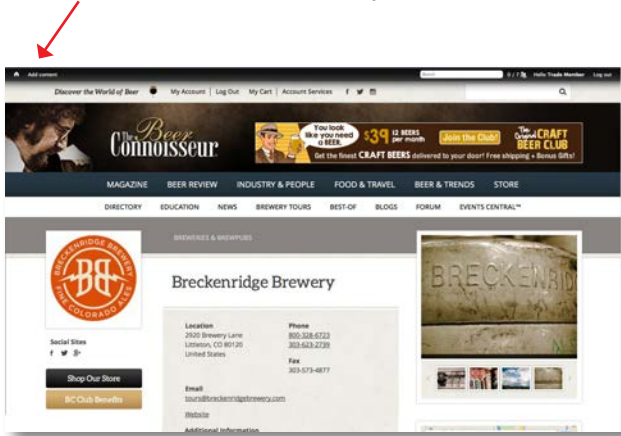 Add content
0 / 7
Hello Trade Member
Log out
Discover the World of Beer
My Account | Log Out
My Cart | Account Services
The Beer
Connoisseur
You look
like you need
a BEER.
$39 12 BEERS
per month
Join the Club!
The Original CRAFT
BEER CLUB
Get the finest CRAFT BEERS delivered to your door! Free shipping + Bonus Gifts!
MAGAZINE
BEER REVIEW
INDUSTRY & PEOPLE
FOOD & TRAVEL
BEER & TRENDS
STORE
DIRECTORY
EDUCATION
NEWS
BREWERY TOURS
BEST-OF
BLOGS
FORUM
EVENTS CENTRAL™
BRECKENRIDGE BREWERY
BB
FINE COLORADO ALES
BREWERIES & BREWPUBS
Breckenridge Brewery
BRECKENRID
Location
2920 Brewery Lane
Littleton, CO 80120
United States
Phone
800-328-6723
303-623-2739
Fax
303-573-4877
Social Sites
Shop Our Store
BC Club Benefits
Email
tours@breckenridgebrewery.com
Website
Additional Information